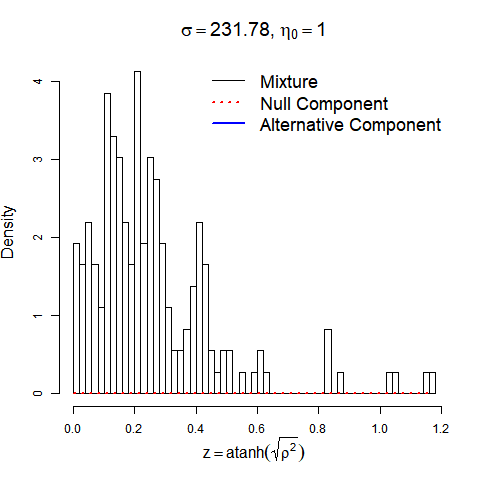 σ = 231.78, η₀ = 1
Mixture
Null Component
Alternative Component
Density
0
1
2
3
4
0.0 0.2 0.4 0.6 0.8 1.0 1.2
z = atanh(√ρ²)